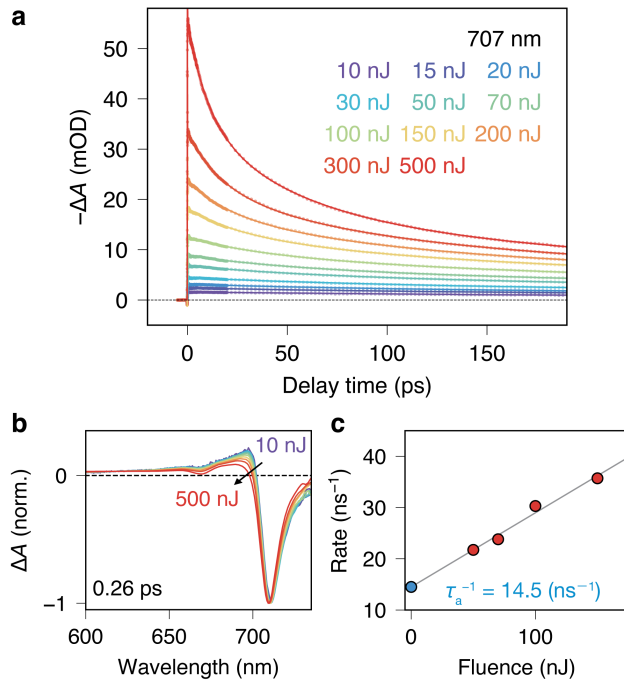 a
707 nm
10 nJ 15 nJ 20 nJ
30 nJ 50 nJ 70 nJ
100 nJ 150 nJ 200 nJ
300 nJ 500 nJ
50
40
30
20
10
0
−ΔA (mOD)
0 50 100 150
Delay time (ps)
b
10 nJ
500 nJ
0.26 ps
0
−1
ΔA (norm.)
600 650 700
Wavelength (nm)
c
40
30
20
10
Rate (ns⁻¹)
τₐ⁻¹ = 14.5 (ns⁻¹)
0 100
Fluence (nJ)